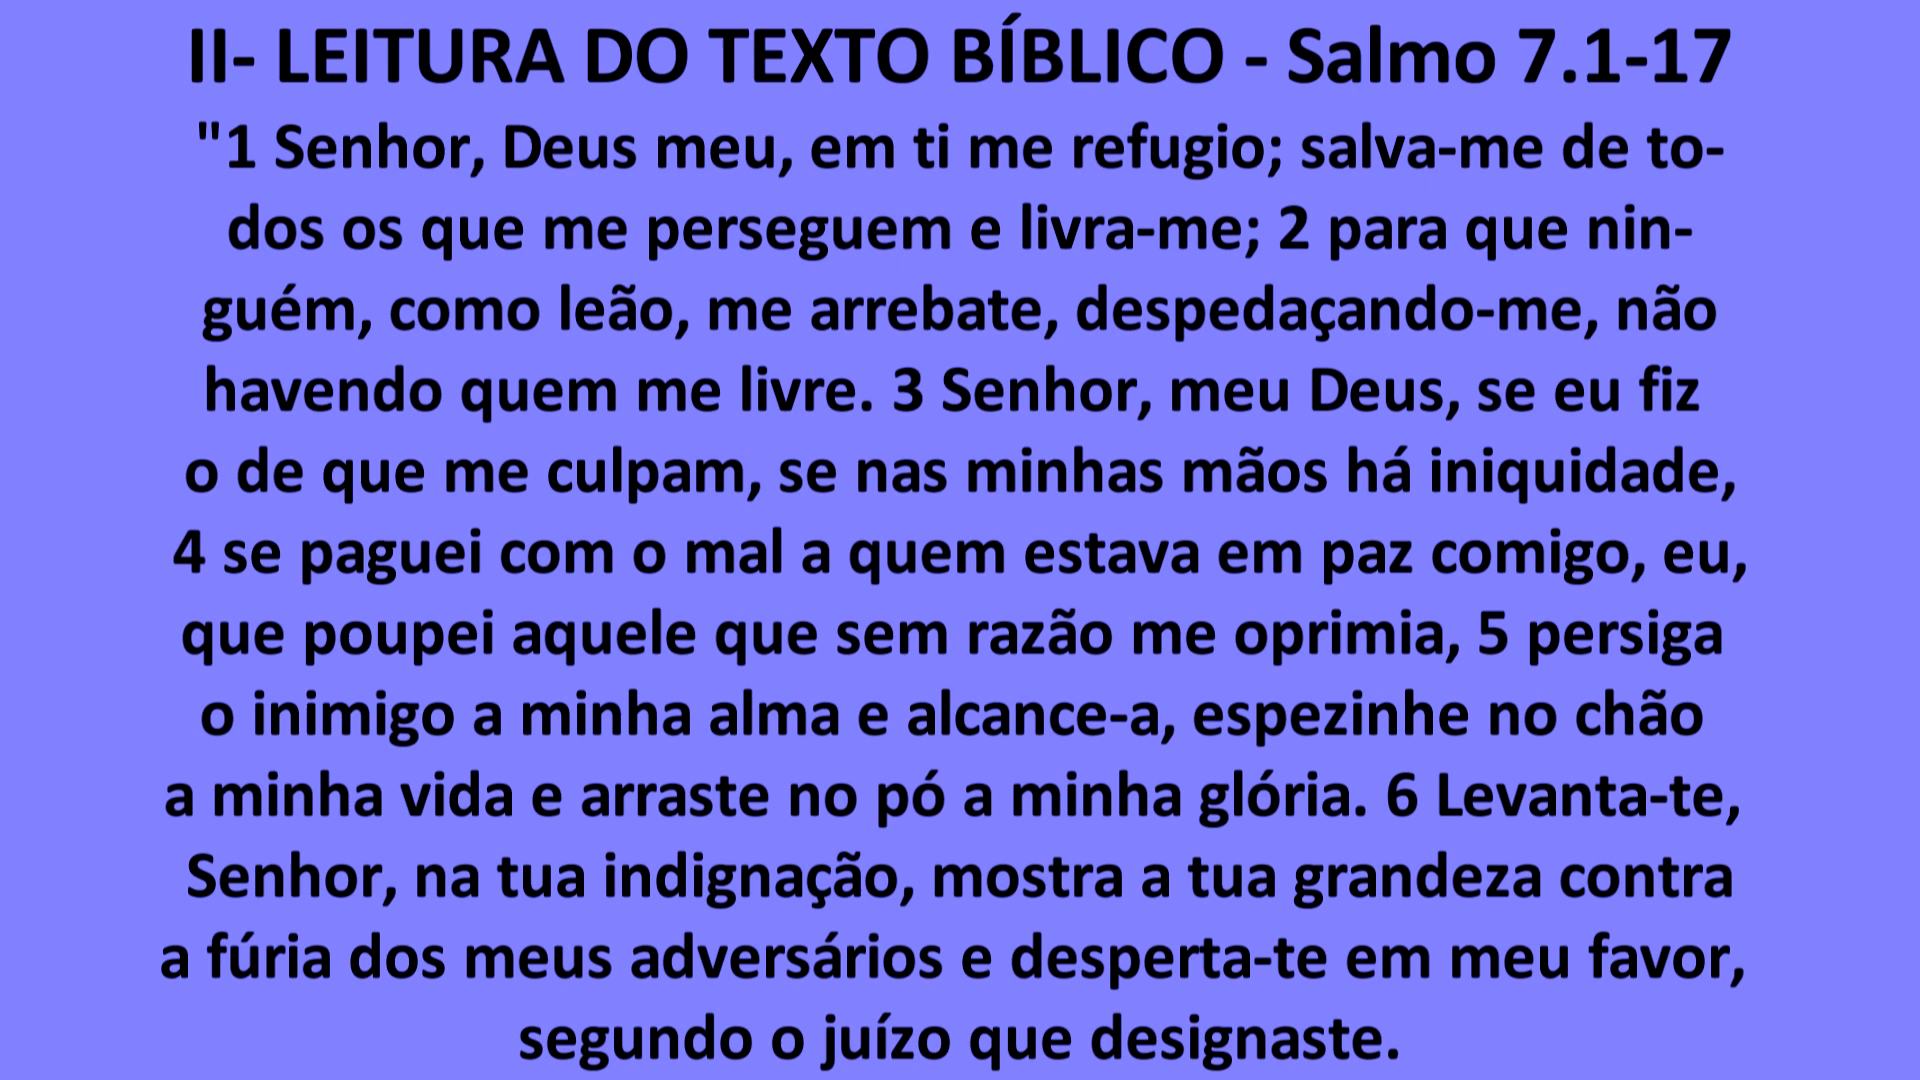 II- LEITURA DO TEXTO BÍBLICO - Salmo 7.1-17
"1 Senhor, Deus meu, em ti me refugio; salva-me de to-
dos os que me perseguem e livra-me; 2 para que nin-
guém, como leão, me arrebate, despedaçando-me, não
havendo quem me livre. 3 Senhor, meu Deus, se eu fiz
o de que me culpam, se nas minhas mãos há iniquidade,
4 se paguei com o mal a quem estava em paz comigo, eu,
que poupei aquele que sem razão me oprimia, 5 persiga
o inimigo a minha alma e alcance-a, espezinhe no chão
a minha vida e arraste no pó a minha glória. 6 Levanta-te,
Senhor, na tua indignação, mostra a tua grandeza contra
a fúria dos meus adversários e desperta-te em meu favor,
segundo o juízo que designaste.